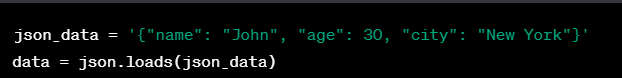 json_data = '{"name": "John", "age": 30, "city": "New York"}'
data = json.loads(json_data)